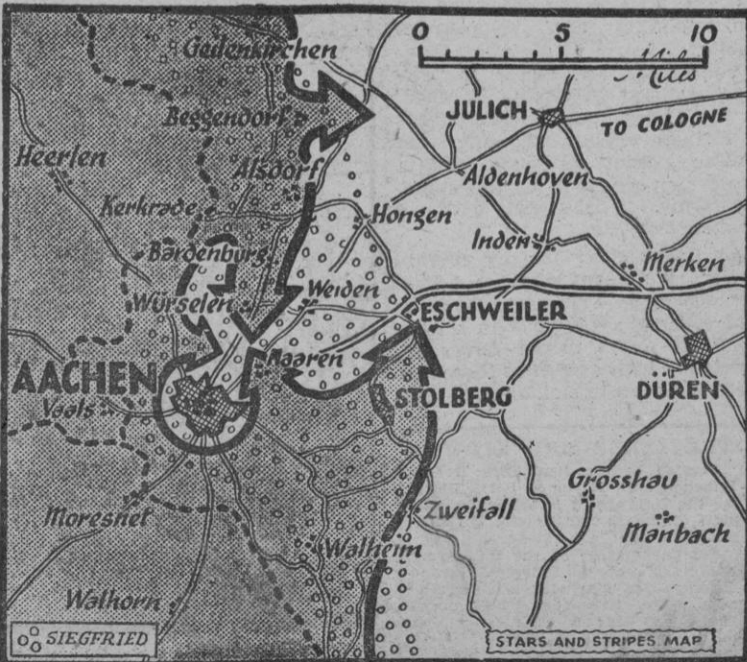 0 5 10
Miles
Gedenkirchen
JULICH
TO COLOGNE
Beggendorf
Heerlen
Alsdorf
Aldenhoven
Kerkrade
Hongen
Inden
Bardenburg
Merken
Würselen
Weiden
ESCHWEILER
Haaren
AACHEN
STOLBERG
DÜREN
Vaals
Grosshau
Moresnet
Zweifall
Manbach
Walheim
Walhorn
SIEGFRIED
STARS AND STRIPES MAP